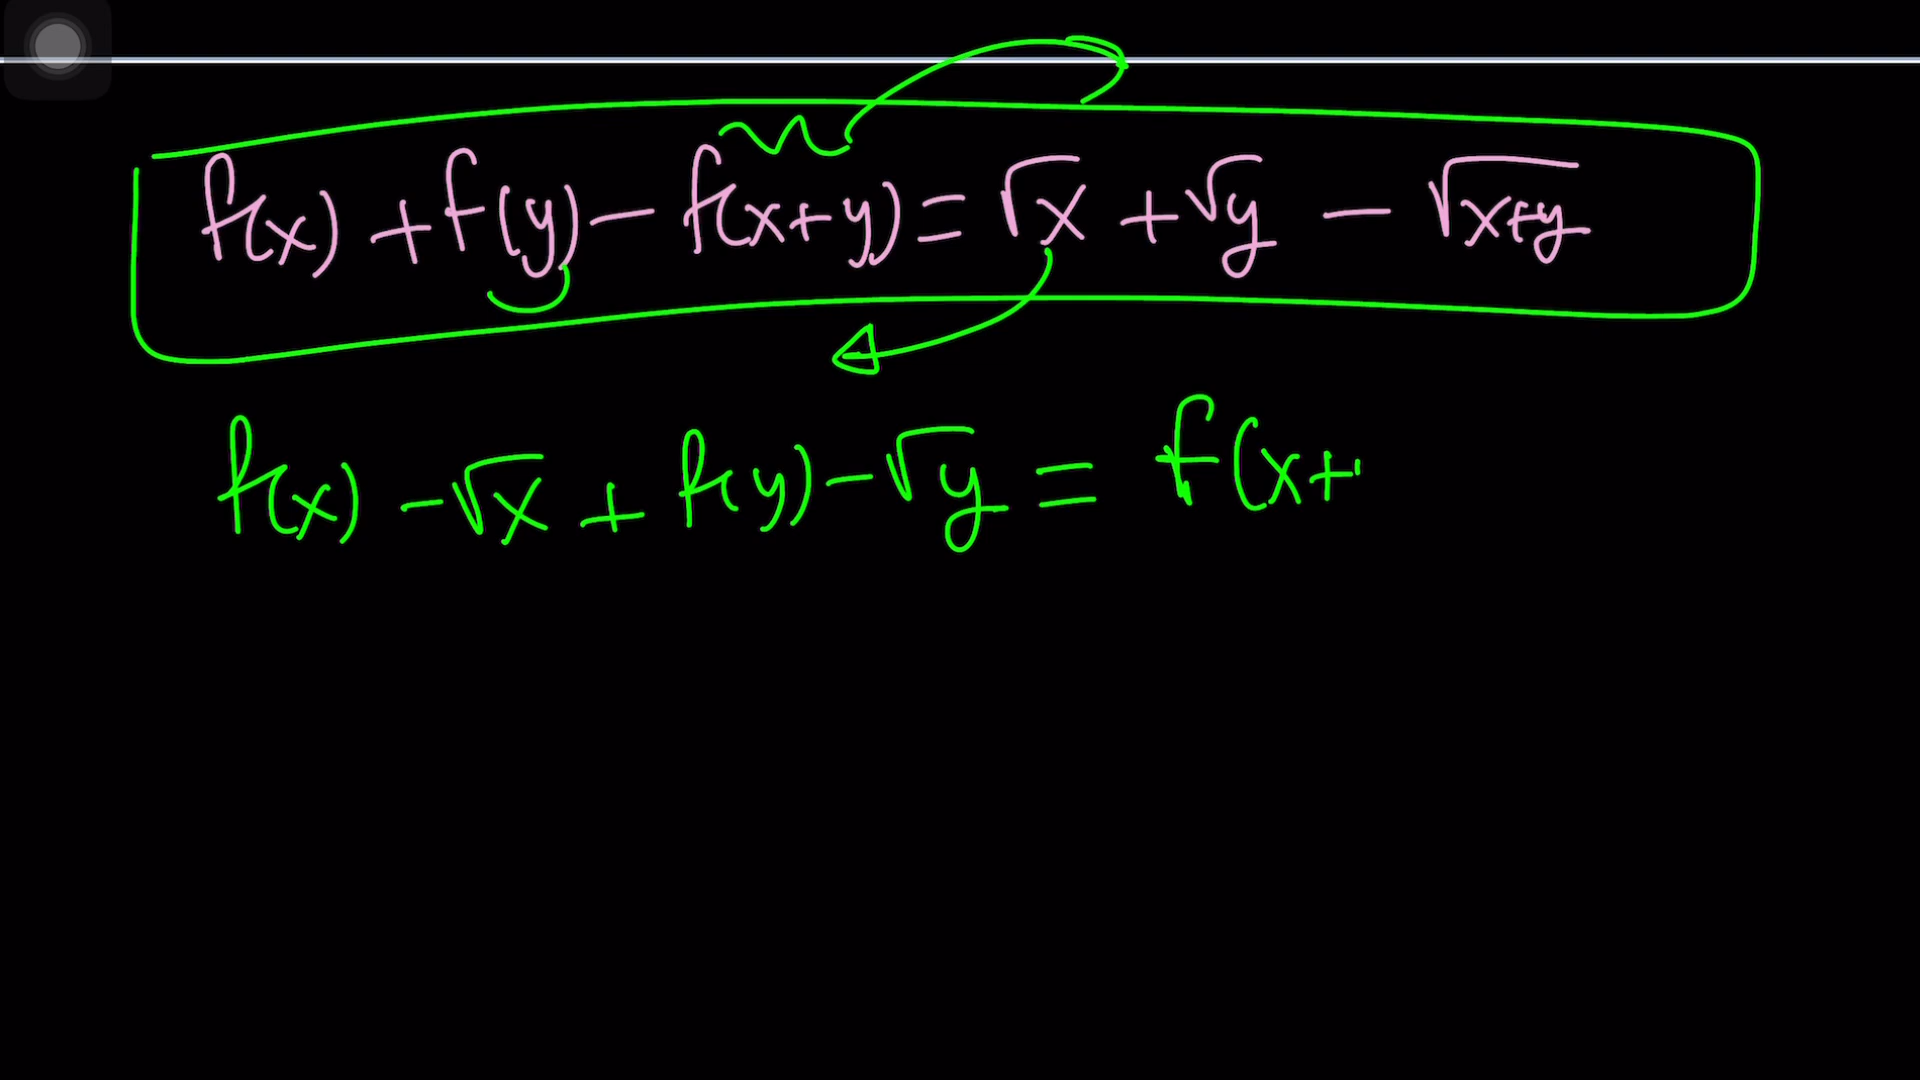 f(x) + f(y) - f(x+y) = √x + √y - √x+y
f(x) - √x + f(y) - √y = f(x+